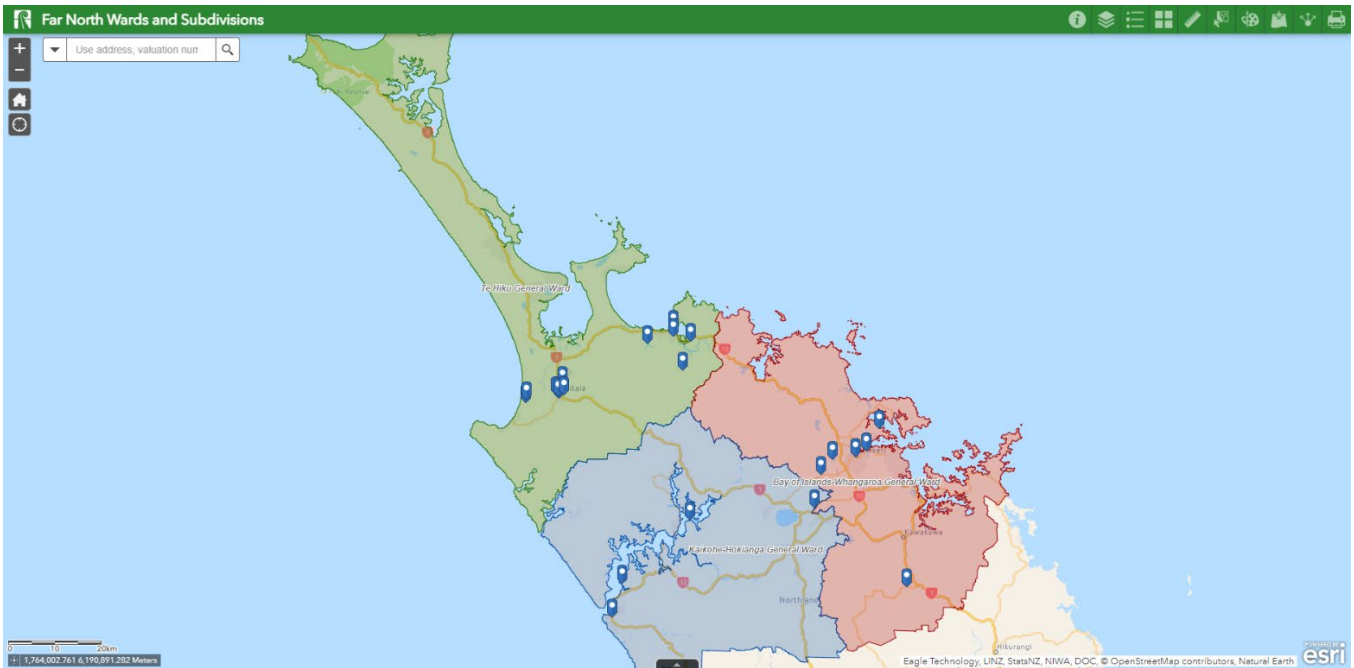 Far North Wards and Subdivisions
+
Use address, valuation num
−
Te Hiku General Ward
Bay of Islands-Whangaroa General Ward
Kawakawa
Kaikohe-Hokianga General Ward
Northland
Hikurangi
0 10 20km
1,764,002.761 6,190,891.282 Meters
Eagle Technology, LINZ, StatsNZ, NIWA, DOC, © OpenStreetMap contributors, Natural Earth
POWERED BY
esri